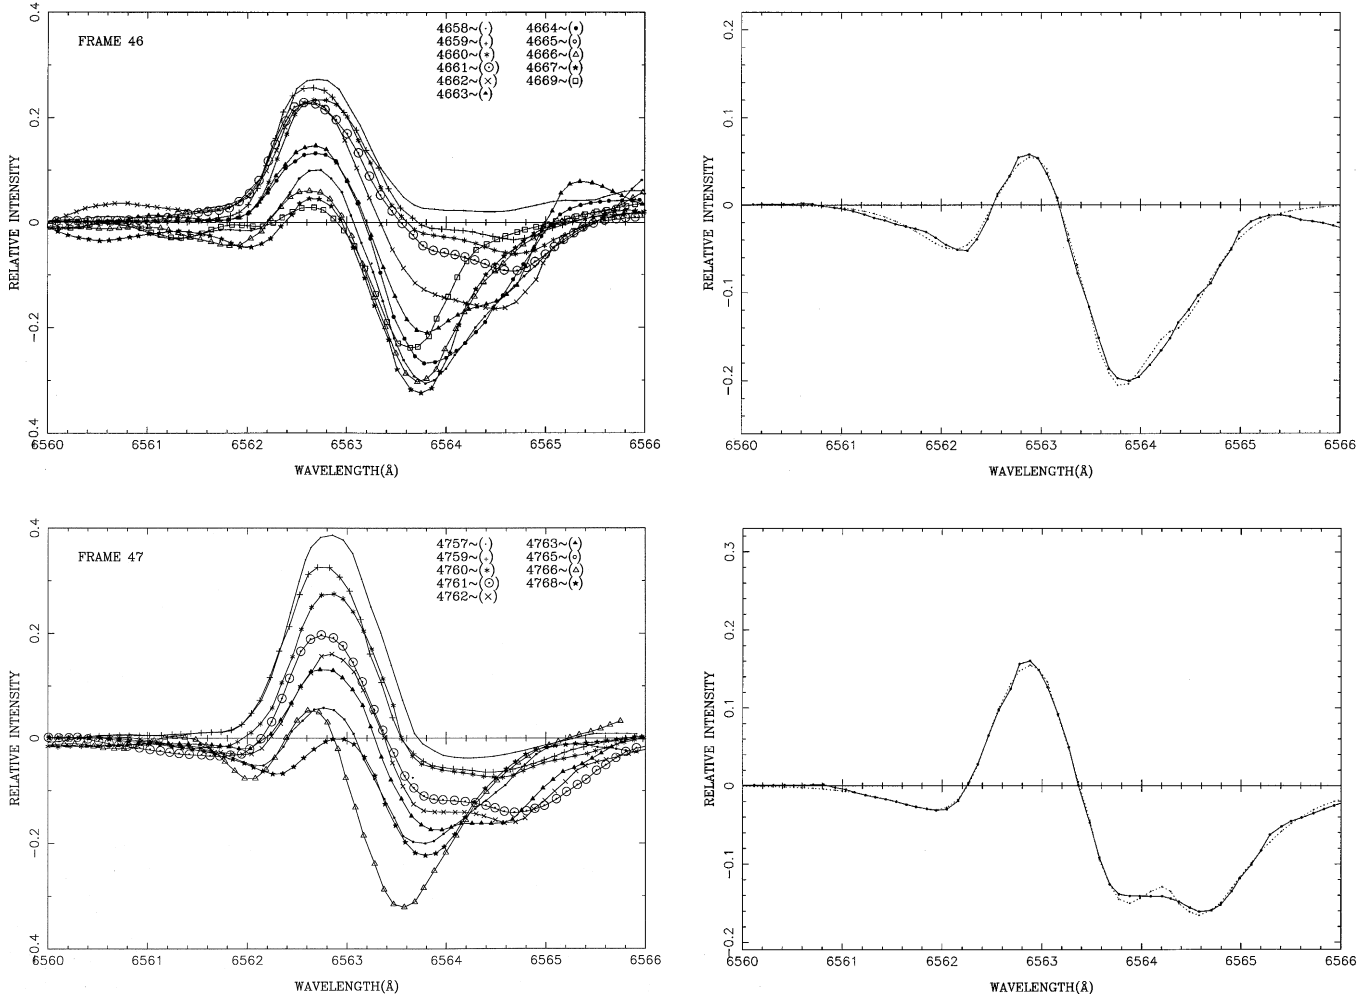 FRAME 46
4658~(·)
4659~(+)
4660~(*)
4661~(⊙)
4662~(×)
4663~(▲)
4664~(•)
4665~(○)
4666~(△)
4667~(★)
4669~(□)
0.4
0.2
0
−0.2
0.4
RELATIVE INTENSITY
6560 6561 6562 6563 6564 6565 6566
WAVELENGTH(Å)
0.2
0.1
0
−0.1
−0.2
RELATIVE INTENSITY
6560 6561 6562 6563 6564 6565 6566
WAVELENGTH(Å)
FRAME 47
4757~(·)
4759~(+)
4760~(*)
4761~(⊙)
4762~(×)
4763~(▲)
4765~(○)
4766~(△)
4768~(★)
0.4
0.2
0
−0.2
0.4
RELATIVE INTENSITY
6560 6561 6562 6563 6564 6565 6566
WAVELENGTH(Å)
0.3
0.2
0.1
0
−0.1
−0.2
RELATIVE INTENSITY
6560 6561 6562 6563 6564 6565 6566
WAVELENGTH(Å)